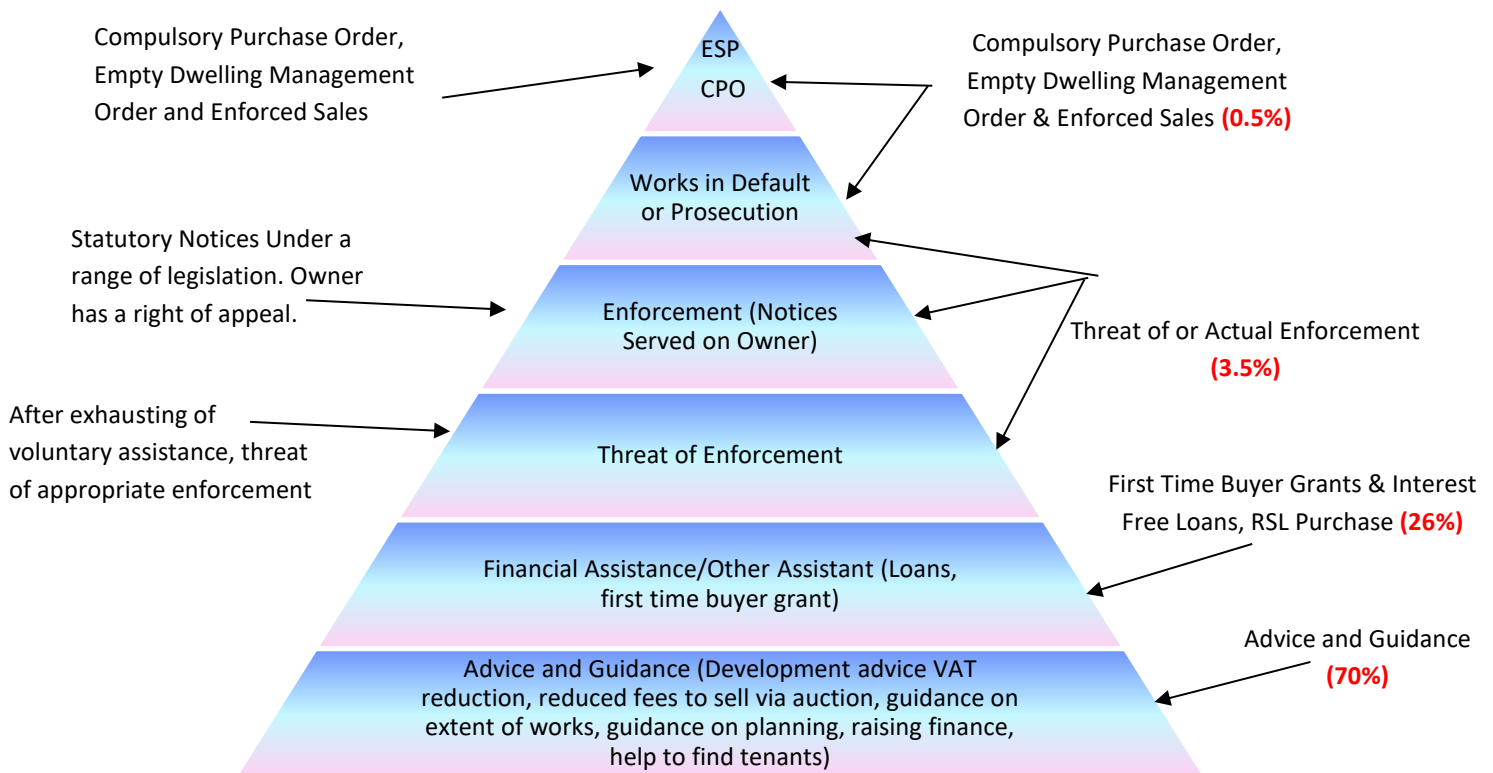 Compulsory Purchase Order,
Empty Dwelling Management
Order and Enforced Sales
ESP
CPO
Compulsory Purchase Order,
Empty Dwelling Management
Order & Enforced Sales (0.5%)
Works in Default
or Prosecution
Statutory Notices Under a
range of legislation. Owner
has a right of appeal.
Enforcement (Notices
Served on Owner)
Threat of or Actual Enforcement
(3.5%)
After exhausting of
voluntary assistance, threat
of appropriate enforcement
Threat of Enforcement
First Time Buyer Grants & Interest
Free Loans, RSL Purchase (26%)
Financial Assistance/Other Assistant (Loans,
first time buyer grant)
Advice and Guidance
(70%)
Advice and Guidance (Development advice VAT
reduction, reduced fees to sell via auction, guidance on
extent of works, guidance on planning, raising finance,
help to find tenants)